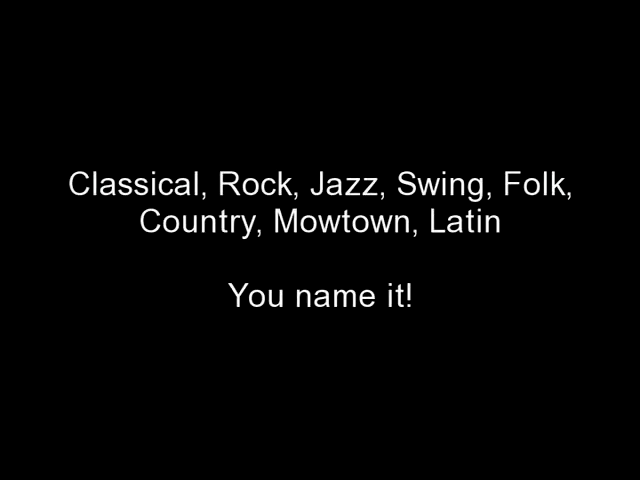 Classical, Rock, Jazz, Swing, Folk,
Country, Mowtown, Latin
You name it!